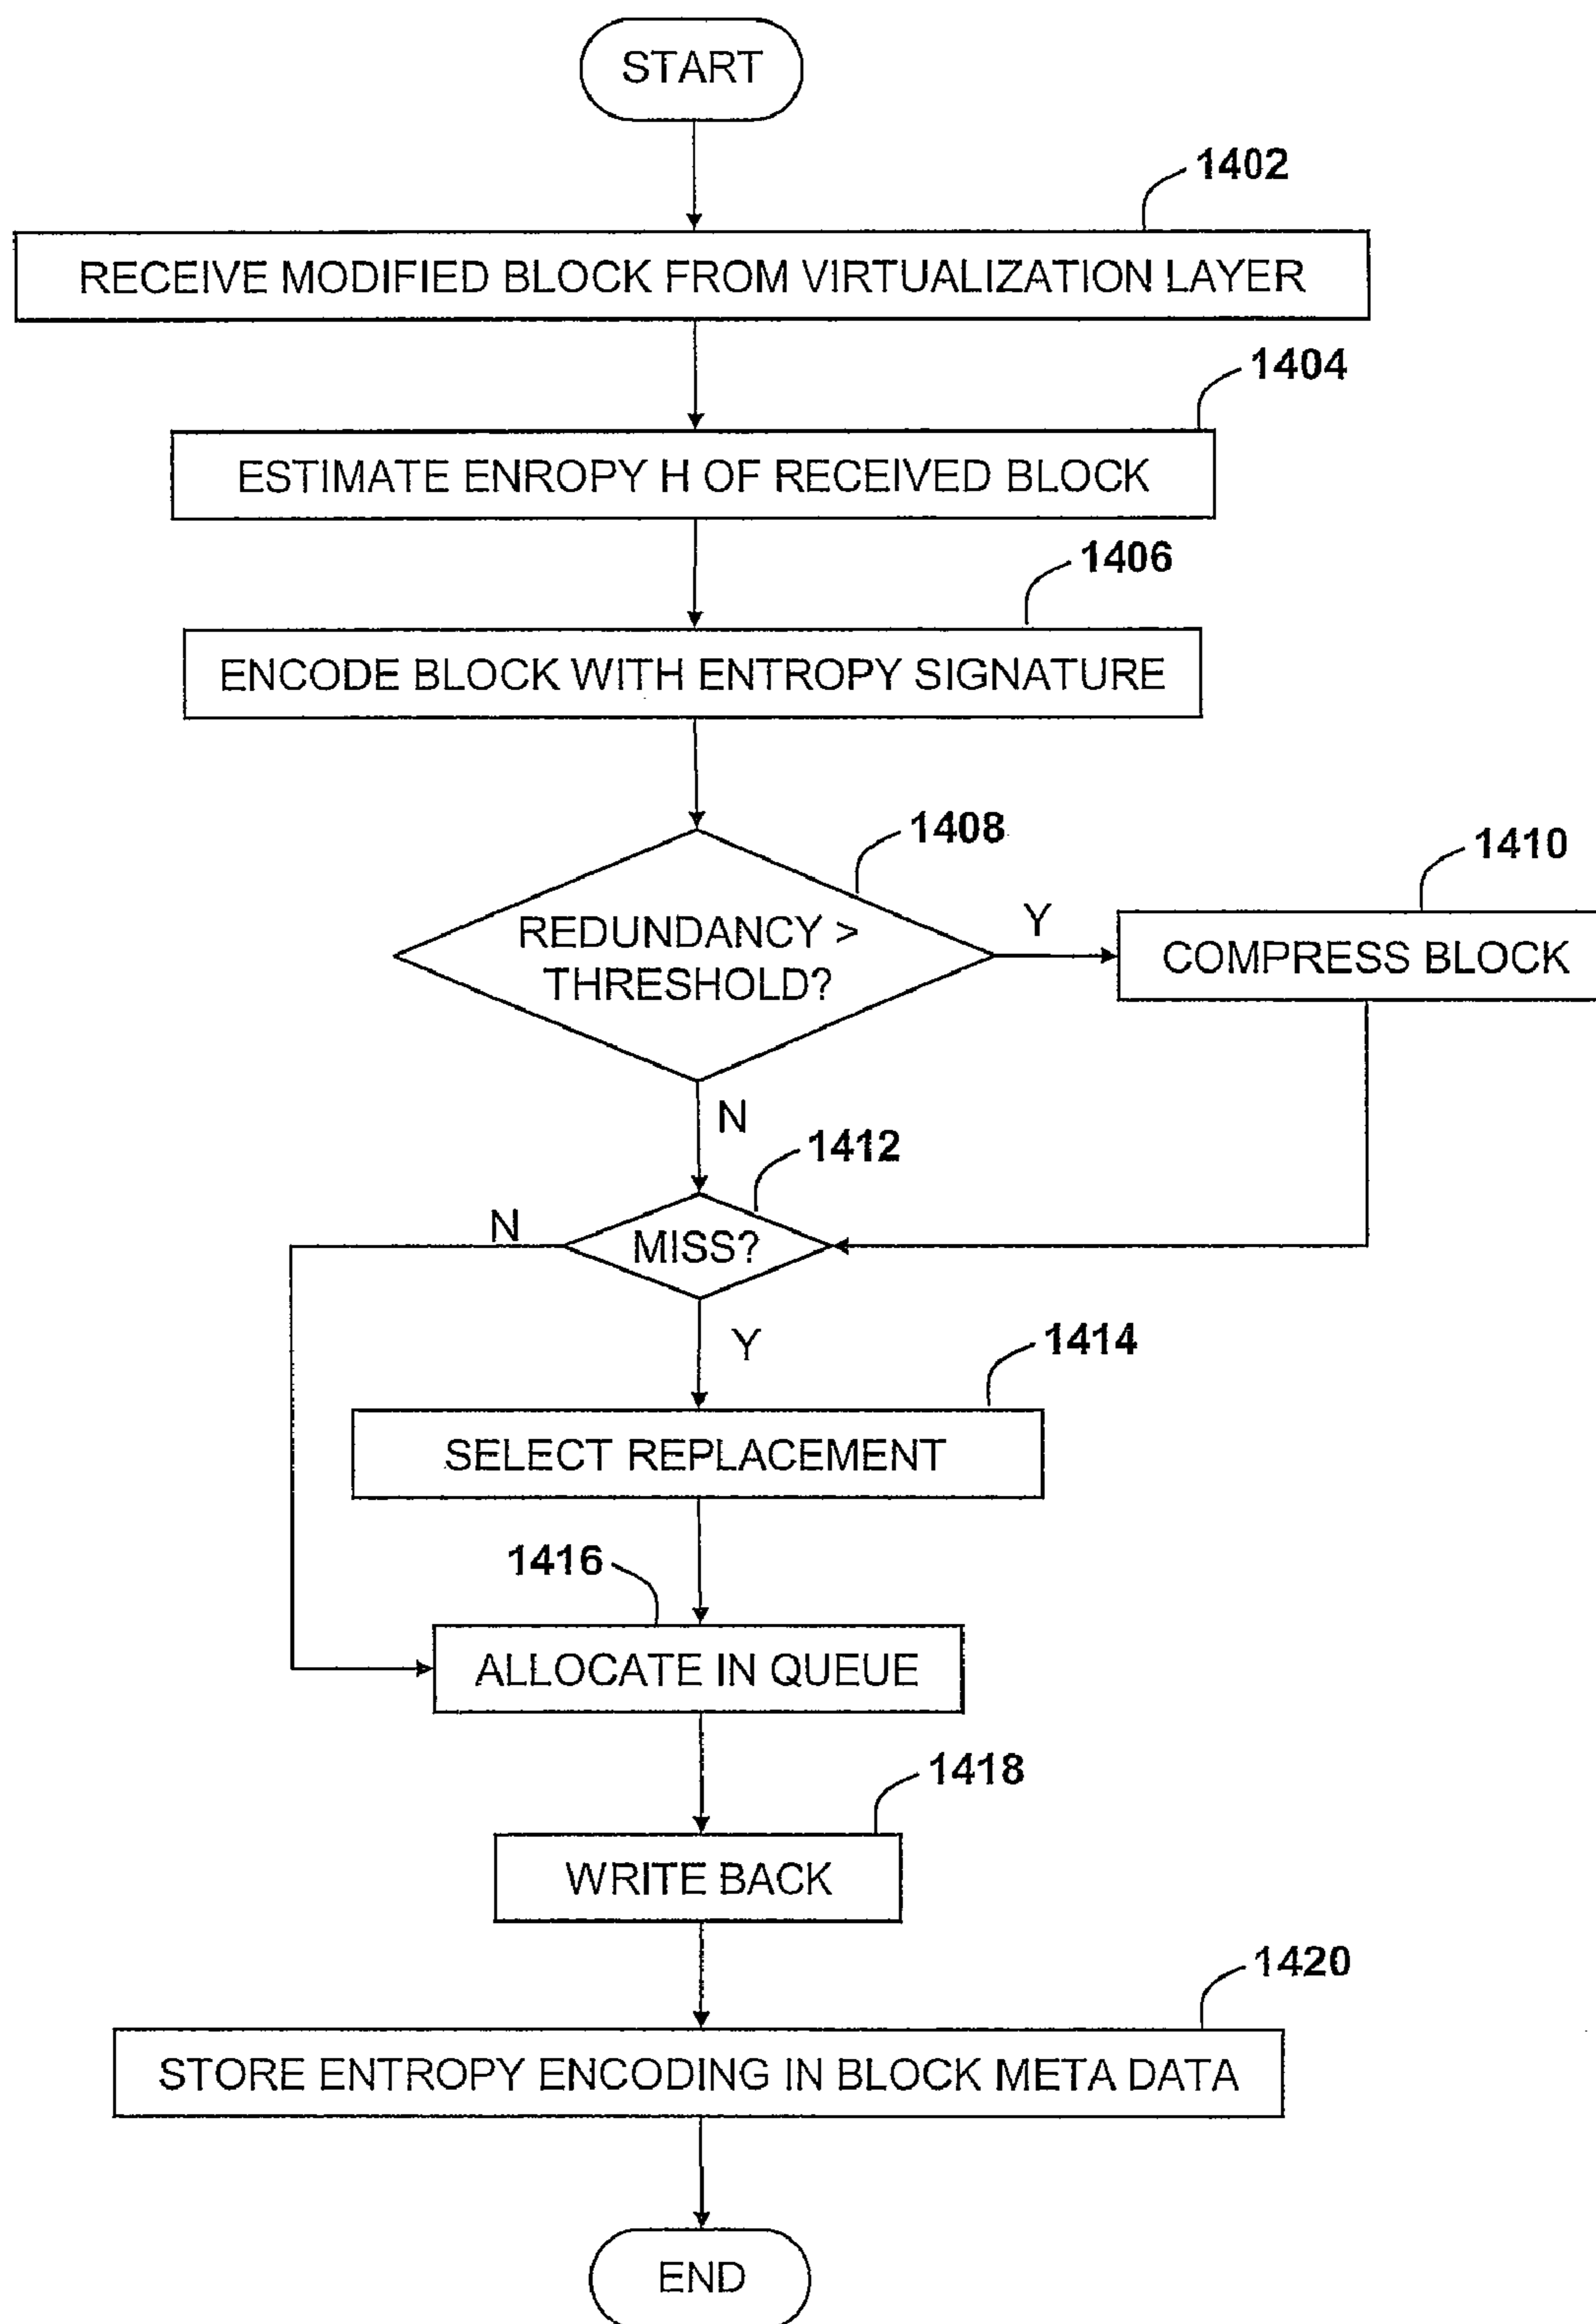 START
1402
RECEIVE MODIFIED BLOCK FROM VIRTUALIZATION LAYER
1404
ESTIMATE ENROPY H OF RECEIVED BLOCK
1406
ENCODE BLOCK WITH ENTROPY SIGNATURE
1408
REDUNDANCY >
THRESHOLD?
Y
1410
COMPRESS BLOCK
N
1412
N
MISS?
Y
1414
SELECT REPLACEMENT
1416
ALLOCATE IN QUEUE
1418
WRITE BACK
1420
STORE ENTROPY ENCODING IN BLOCK META DATA
END